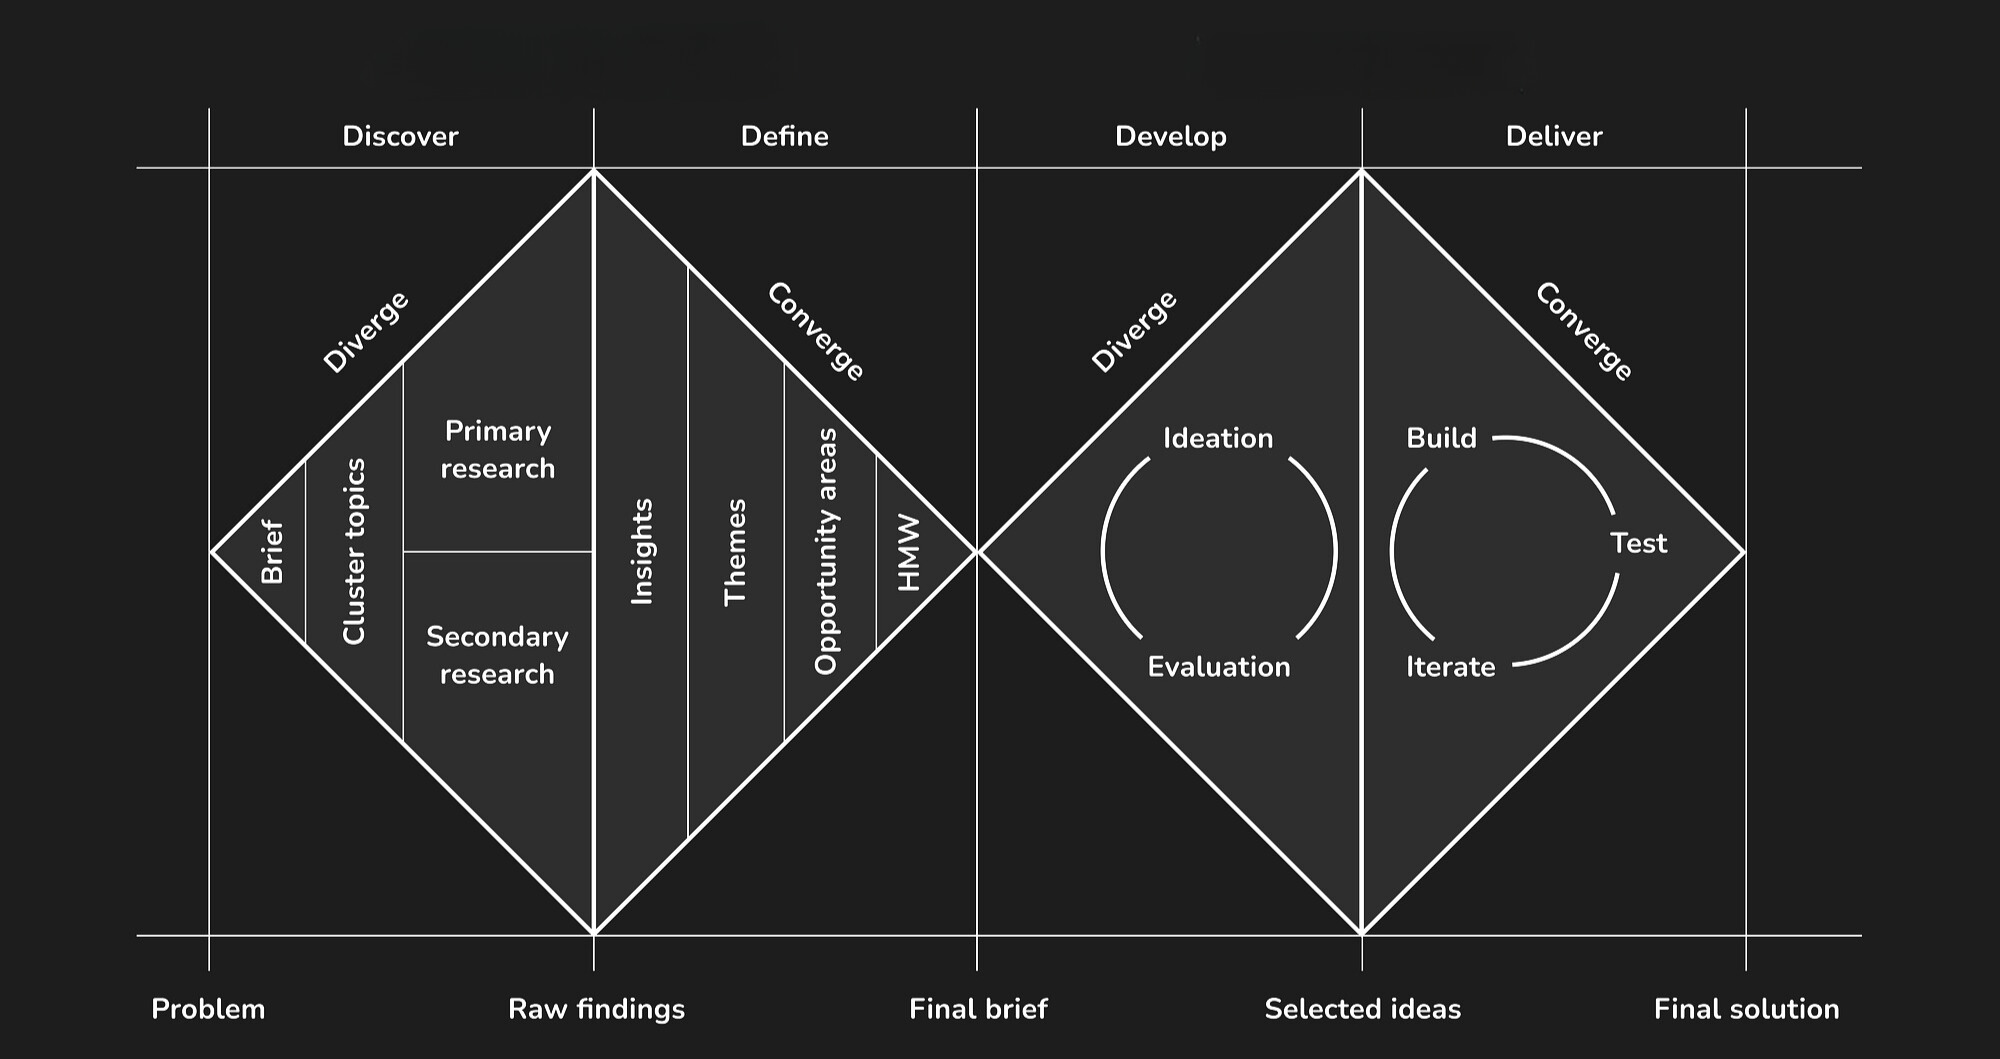 Discover
Define
Develop
Deliver
Diverge
Converge
Diverge
Converge
Brief
Cluster topics
Primary
research
Secondary
research
Insights
Themes
Opportunity areas
HMW
Ideation
Evaluation
Build
Test
Iterate
Problem
Raw findings
Final brief
Selected ideas
Final solution